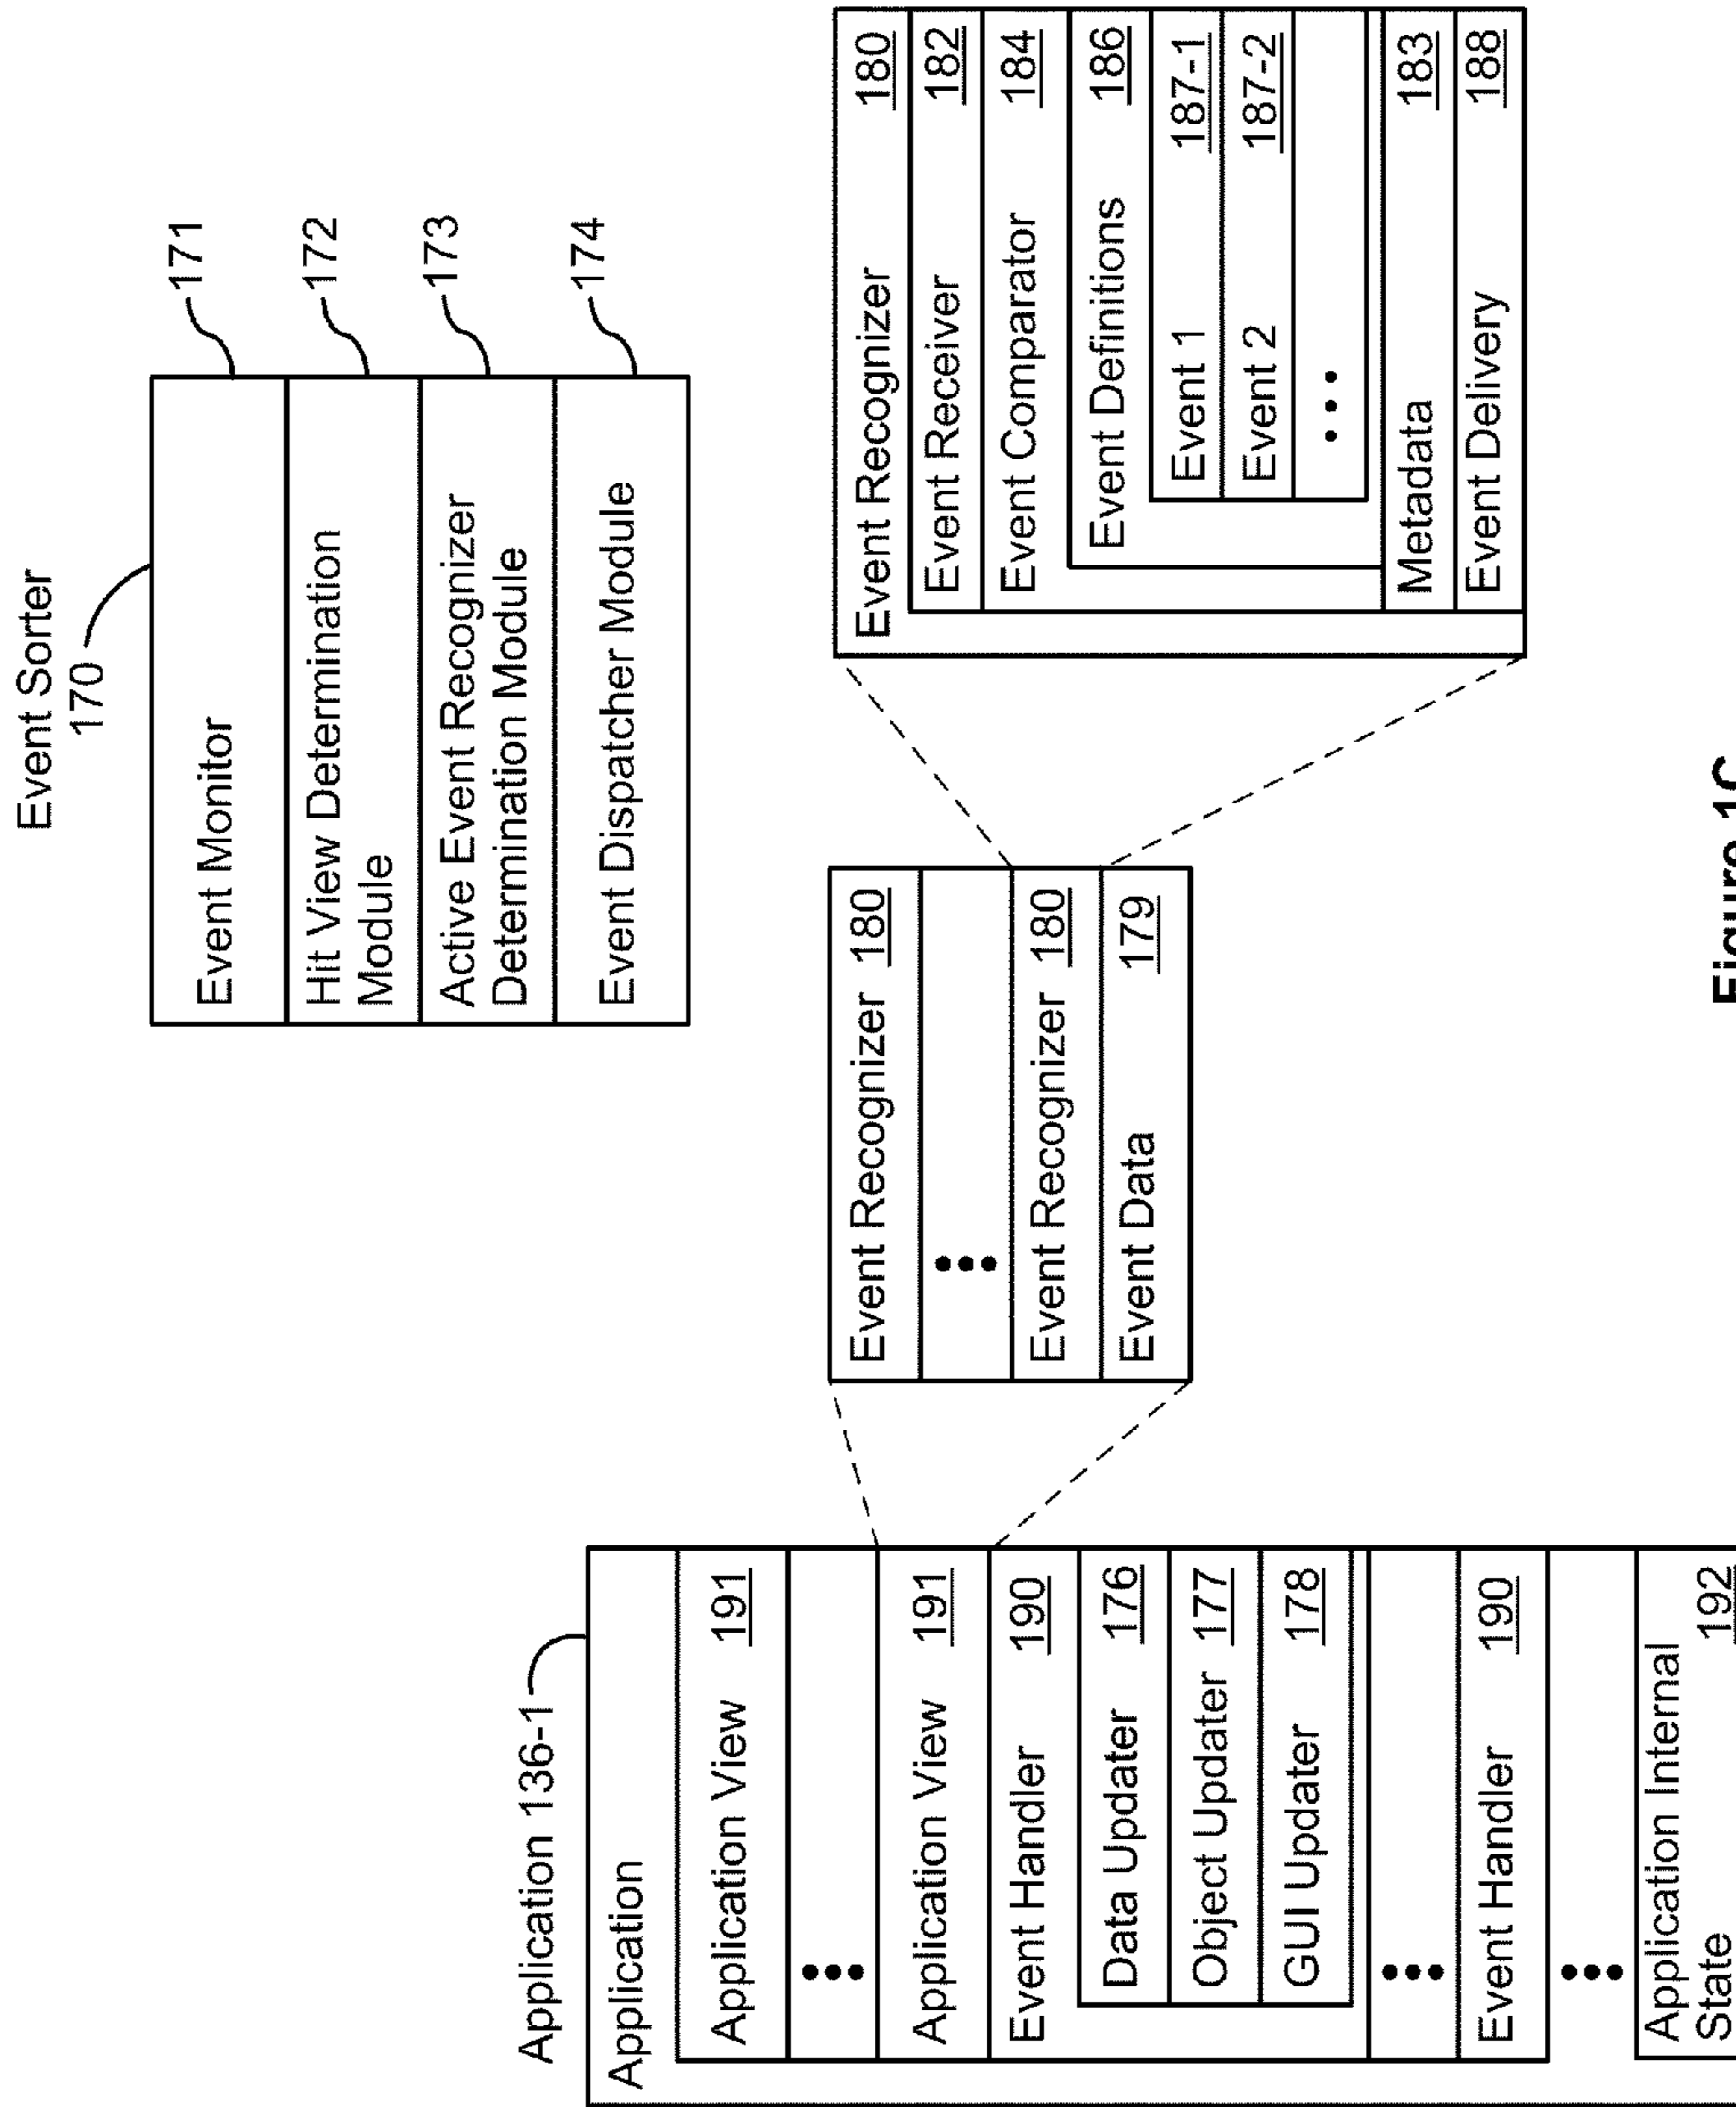 Event Sorter
170
Event Monitor
171
Hit View Determination
Module
172
Active Event Recognizer
Determination Module
173
Event Dispatcher Module
174
Application 136-1
Application
Application View 191
•••
Application View 191
Event Handler 190
Data Updater 176
Object Updater 177
GUI Updater 178
•••
Event Handler 190
•••
Application Internal
State 192
Event Recognizer 180
•••
Event Recognizer 180
Event Data 179
Event Recognizer 180
Event Receiver 182
Event Comparator 184
Event Definitions 186
Event 1 187-1
Event 2 187-2
•••
Metadata 183
Event Delivery 188
Figure 1C